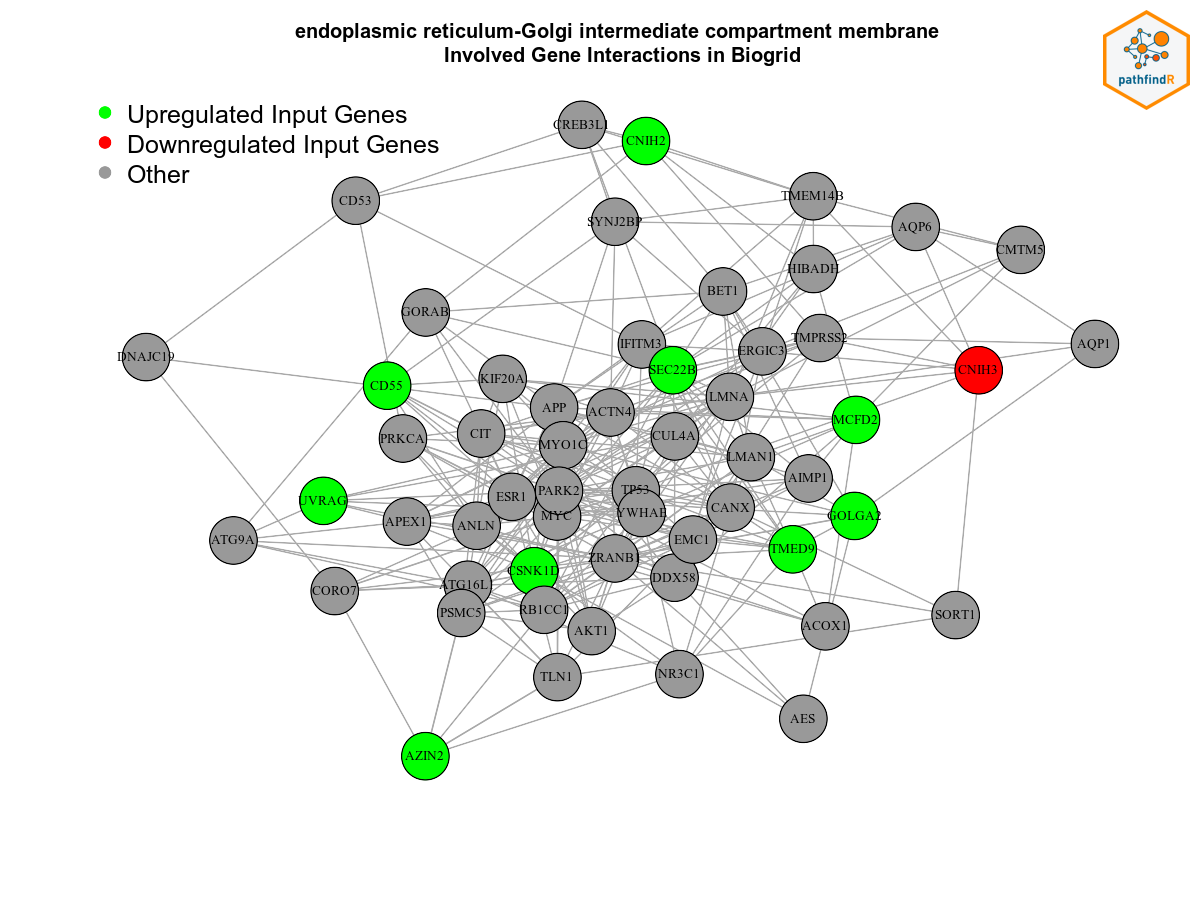 endoplasmic reticulum-Golgi intermediate compartment membrane
Involved Gene Interactions in Biogrid
pathfindR
Upregulated Input Genes
Downregulated Input Genes
Other
CREB3L1
CNIH2
CD53
TMEM14B
SYNJ2BP
AQP6
CMTM5
HIBADH
BET1
GORAB
DNAJC19
IFITM3
ERGIC3
TMPRSS2
AQP1
SEC22B
CNIH3
CD55
KIF20A
LMNA
APP
ACTN4
MCFD2
PRKCA
CIT
MYO1C
CUL4A
LMAN1
AIMP1
UVRAG
ESR1
PARK2
TP53
CANX
YWHAE
MYC
GOLGA2
APEX1
ANLN
ATG9A
EMC1
TMED9
ZRANB1
CSNK1D
DDX58
CORO7
ATG16L
PSMC5
RB1CC1
AKT1
ACOX1
SORT1
TLN1
NR3C1
AES
AZIN2